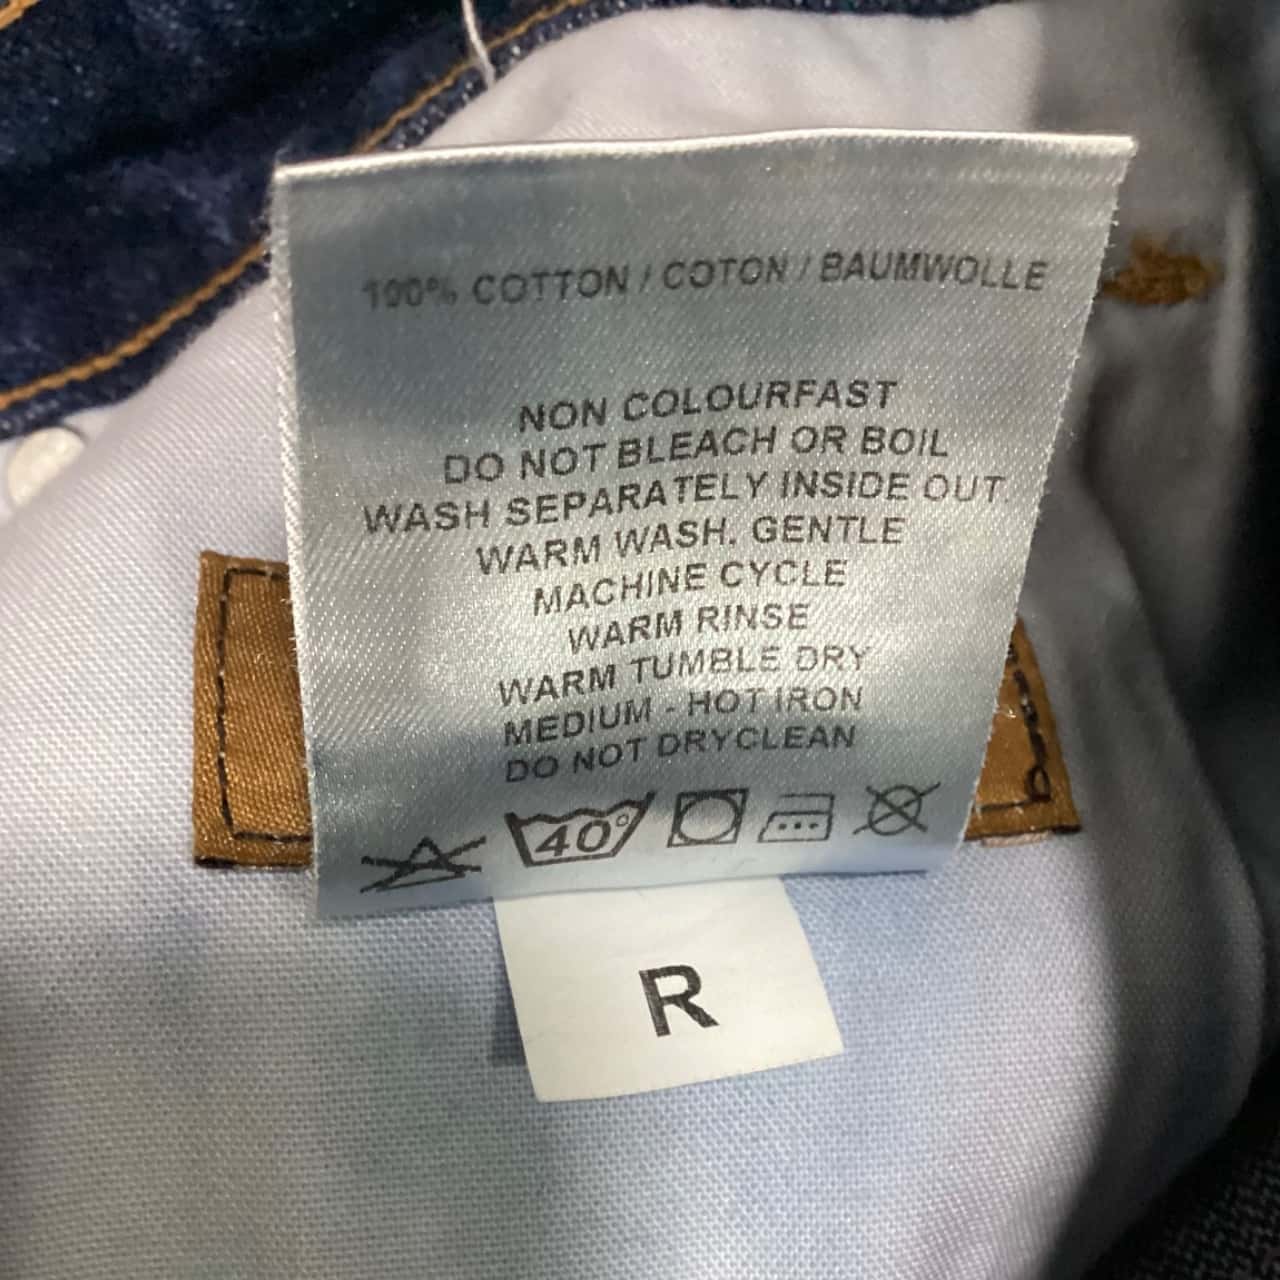 100% COTTON / COTON / BAUMWOLLE
NON COLOURFAST
DO NOT BLEACH OR BOIL
WASH SEPARATELY INSIDE OUT
WARM WASH, GENTLE
MACHINE CYCLE
WARM RINSE
WARM TUMBLE DRY
MEDIUM - HOT IRON
DO NOT DRYCLEAN
40°
R